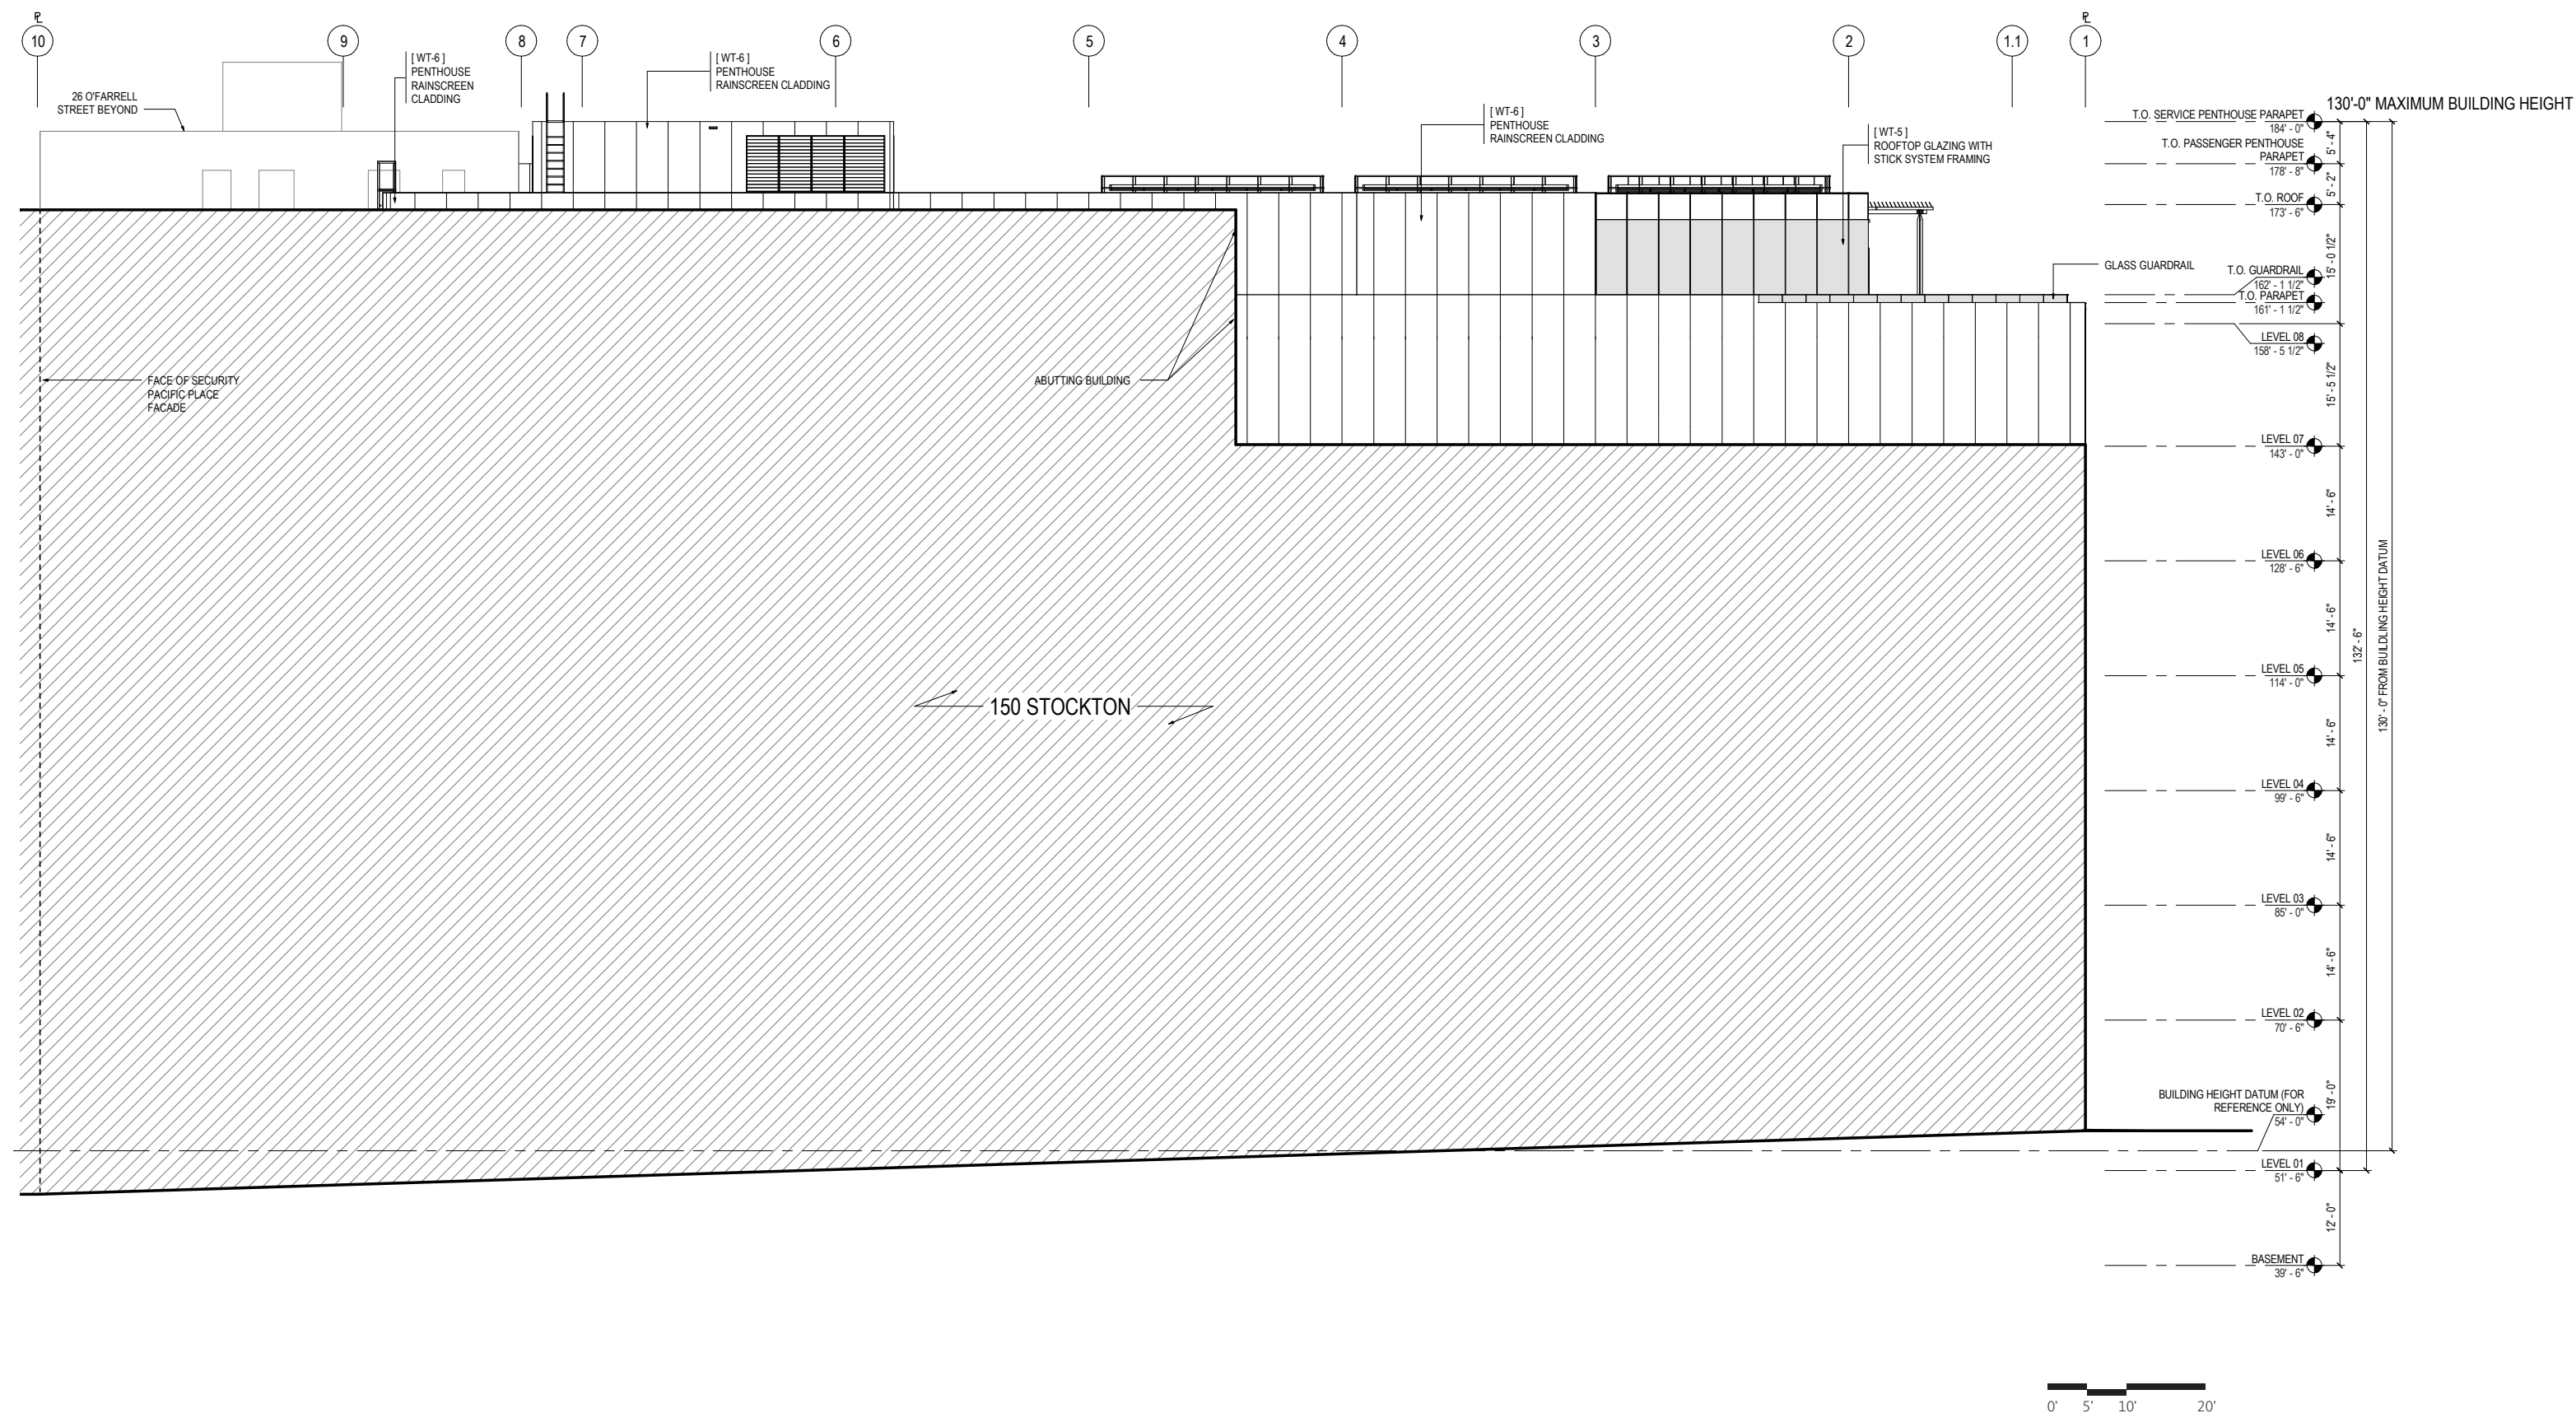 ℄
℄
10
9
8
7
6
5
4
3
2
1.1
1
[ WT-6 ]
PENTHOUSE
RAINSCREEN
CLADDING
[ WT-6 ]
PENTHOUSE
RAINSCREEN CLADDING
26 O'FARRELL
STREET BEYOND
[ WT-6 ]
PENTHOUSE
RAINSCREEN CLADDING
[ WT-5 ]
ROOFTOP GLAZING WITH
STICK SYSTEM FRAMING
130'-0" MAXIMUM BUILDING HEIGHT
T.O. SERVICE PENTHOUSE PARAPET
184' - 0"
5' - 4"
T.O. PASSENGER PENTHOUSE
PARAPET
178' - 8"
5' - 2"
T.O. ROOF
173' - 6"
15' - 0 1/2"
GLASS GUARDRAIL
T.O. GUARDRAIL
162' - 1 1/2"
T.O. PARAPET
161' - 1 1/2"
LEVEL 08
158' - 5 1/2"
15' - 5 1/2"
FACE OF SECURITY
PACIFIC PLACE
FACADE
ABUTTING BUILDING
LEVEL 07
143' - 0"
14' - 6"
LEVEL 06
128' - 6"
14' - 6"
132' - 6"
130' - 0" FROM BUILDLING HEIGHT DATUM
LEVEL 05
114' - 0"
150 STOCKTON
14' - 6"
LEVEL 04
99' - 6"
14' - 6"
LEVEL 03
85' - 0"
14' - 6"
LEVEL 02
70' - 6"
19' - 0"
BUILDING HEIGHT DATUM (FOR
REFERENCE ONLY)
54' - 0"
LEVEL 01
51' - 6"
12' - 0"
BASEMENT
39' - 6"
0' 5' 10' 20'